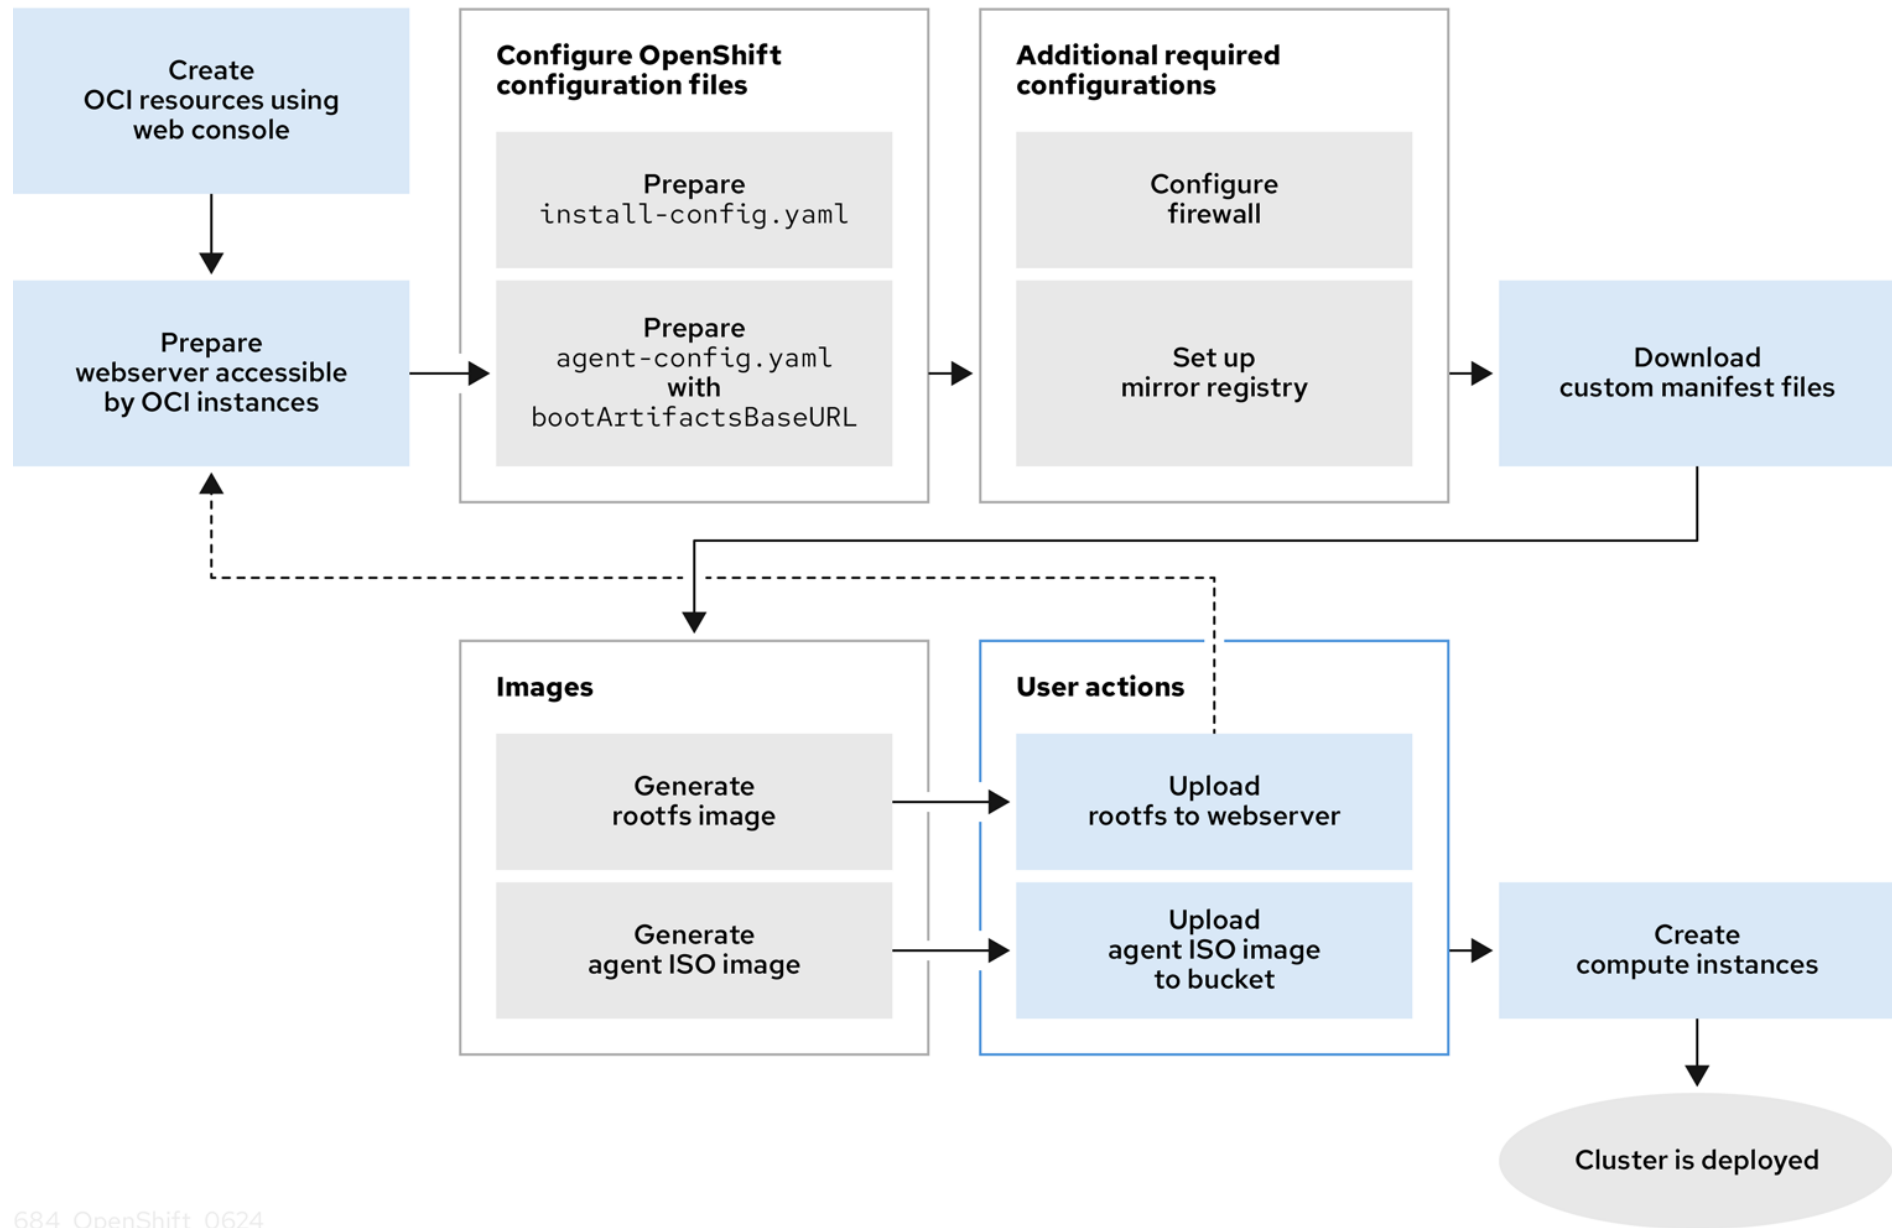 Create
OCI resources using
web console
Prepare
webserver accessible
by OCI instances
Configure OpenShift
configuration files
Prepare
install-config.yaml
Prepare
agent-config.yaml
with
bootArtifactsBaseURL
Additional required
configurations
Configure
firewall
Set up
mirror registry
Download
custom manifest files
Images
Generate
rootfs image
Generate
agent ISO image
User actions
Upload
rootfs to webserver
Upload
agent ISO image
to bucket
Create
compute instances
Cluster is deployed
684_OpenShift_0624